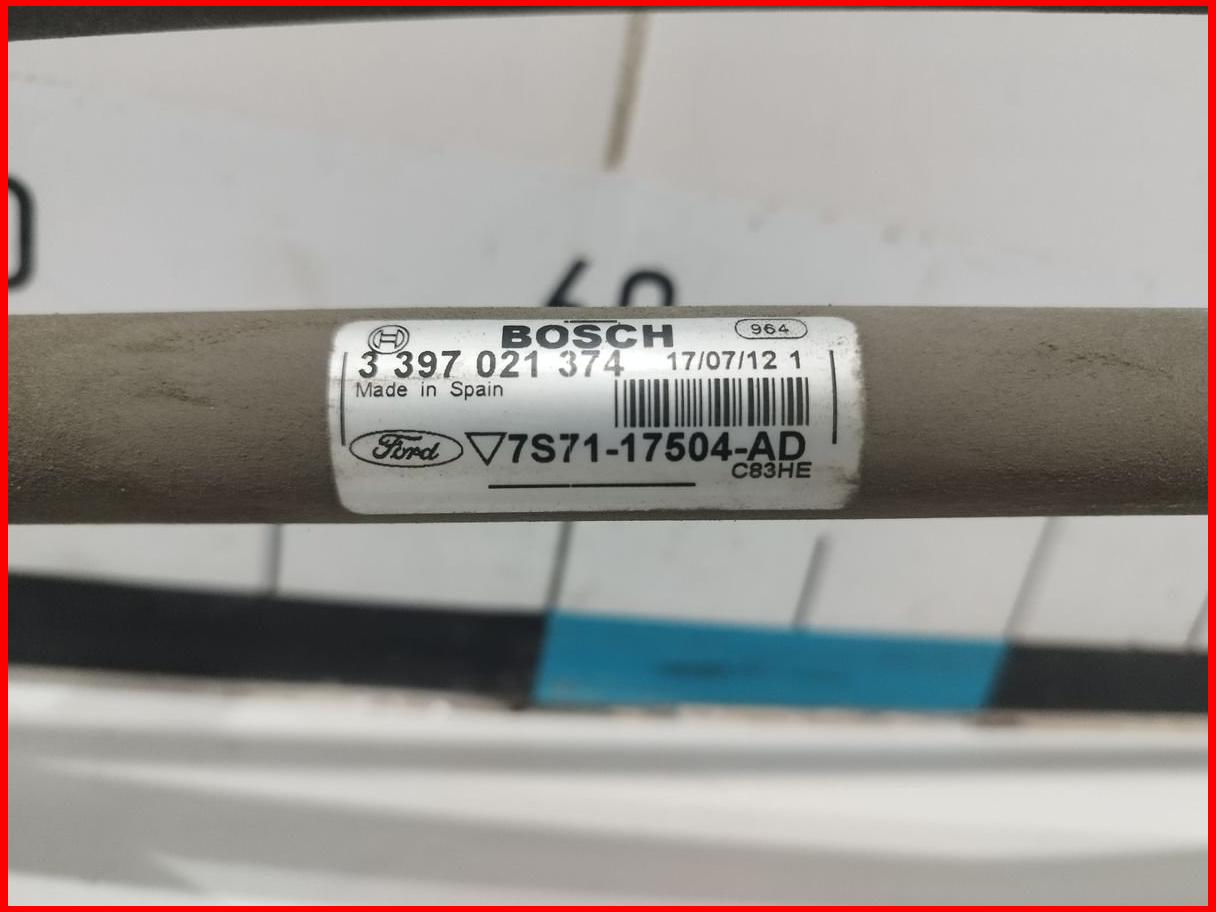 BOSCH 964
3 397 021 374 17/07/12 1
Made in Spain
Ford 7S71-17504-AD
C83HE